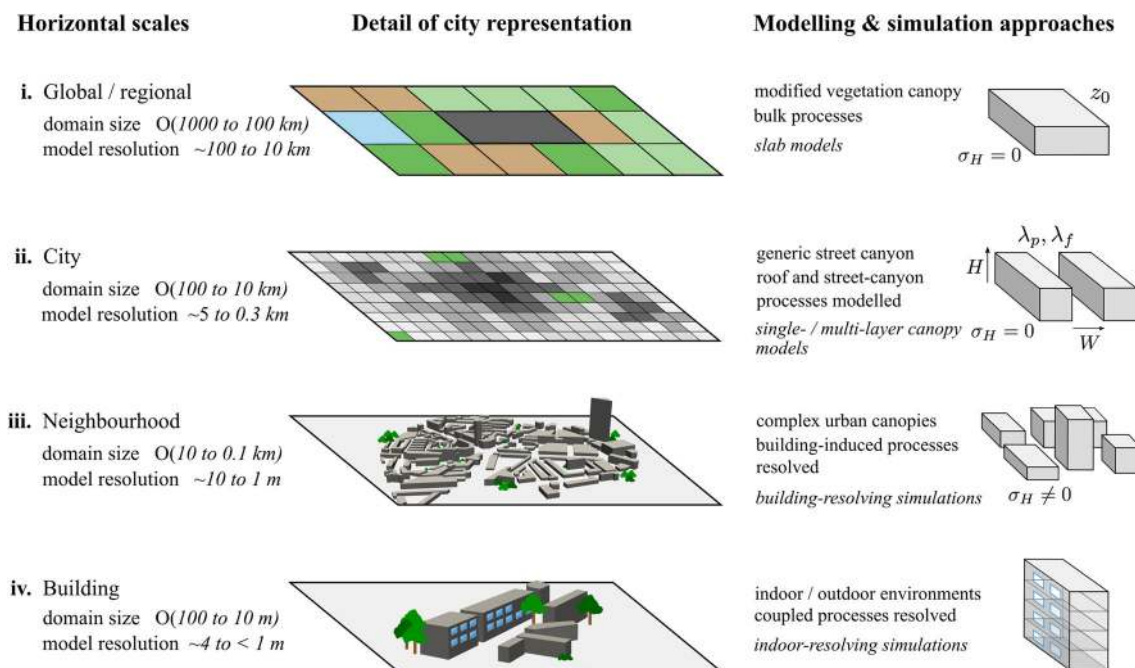 Horizontal scales
Detail of city representation
Modelling & simulation approaches
i. Global / regional
domain size O(1000 to 100 km)
model resolution ~100 to 10 km
modified vegetation canopy
bulk processes
slab models
z₀
σ_H = 0
ii. City
domain size O(100 to 10 km)
model resolution ~5 to 0.3 km
generic street canyon
roof and street-canyon
processes modelled
single- / multi-layer canopy
models
λ_p, λ_f
H
σ_H = 0
W
iii. Neighbourhood
domain size O(10 to 0.1 km)
model resolution ~10 to 1 m
complex urban canopies
building-induced processes
resolved
building-resolving simulations
σ_H ≠ 0
iv. Building
domain size O(100 to 10 m)
model resolution ~4 to < 1 m
indoor / outdoor environments
coupled processes resolved
indoor-resolving simulations